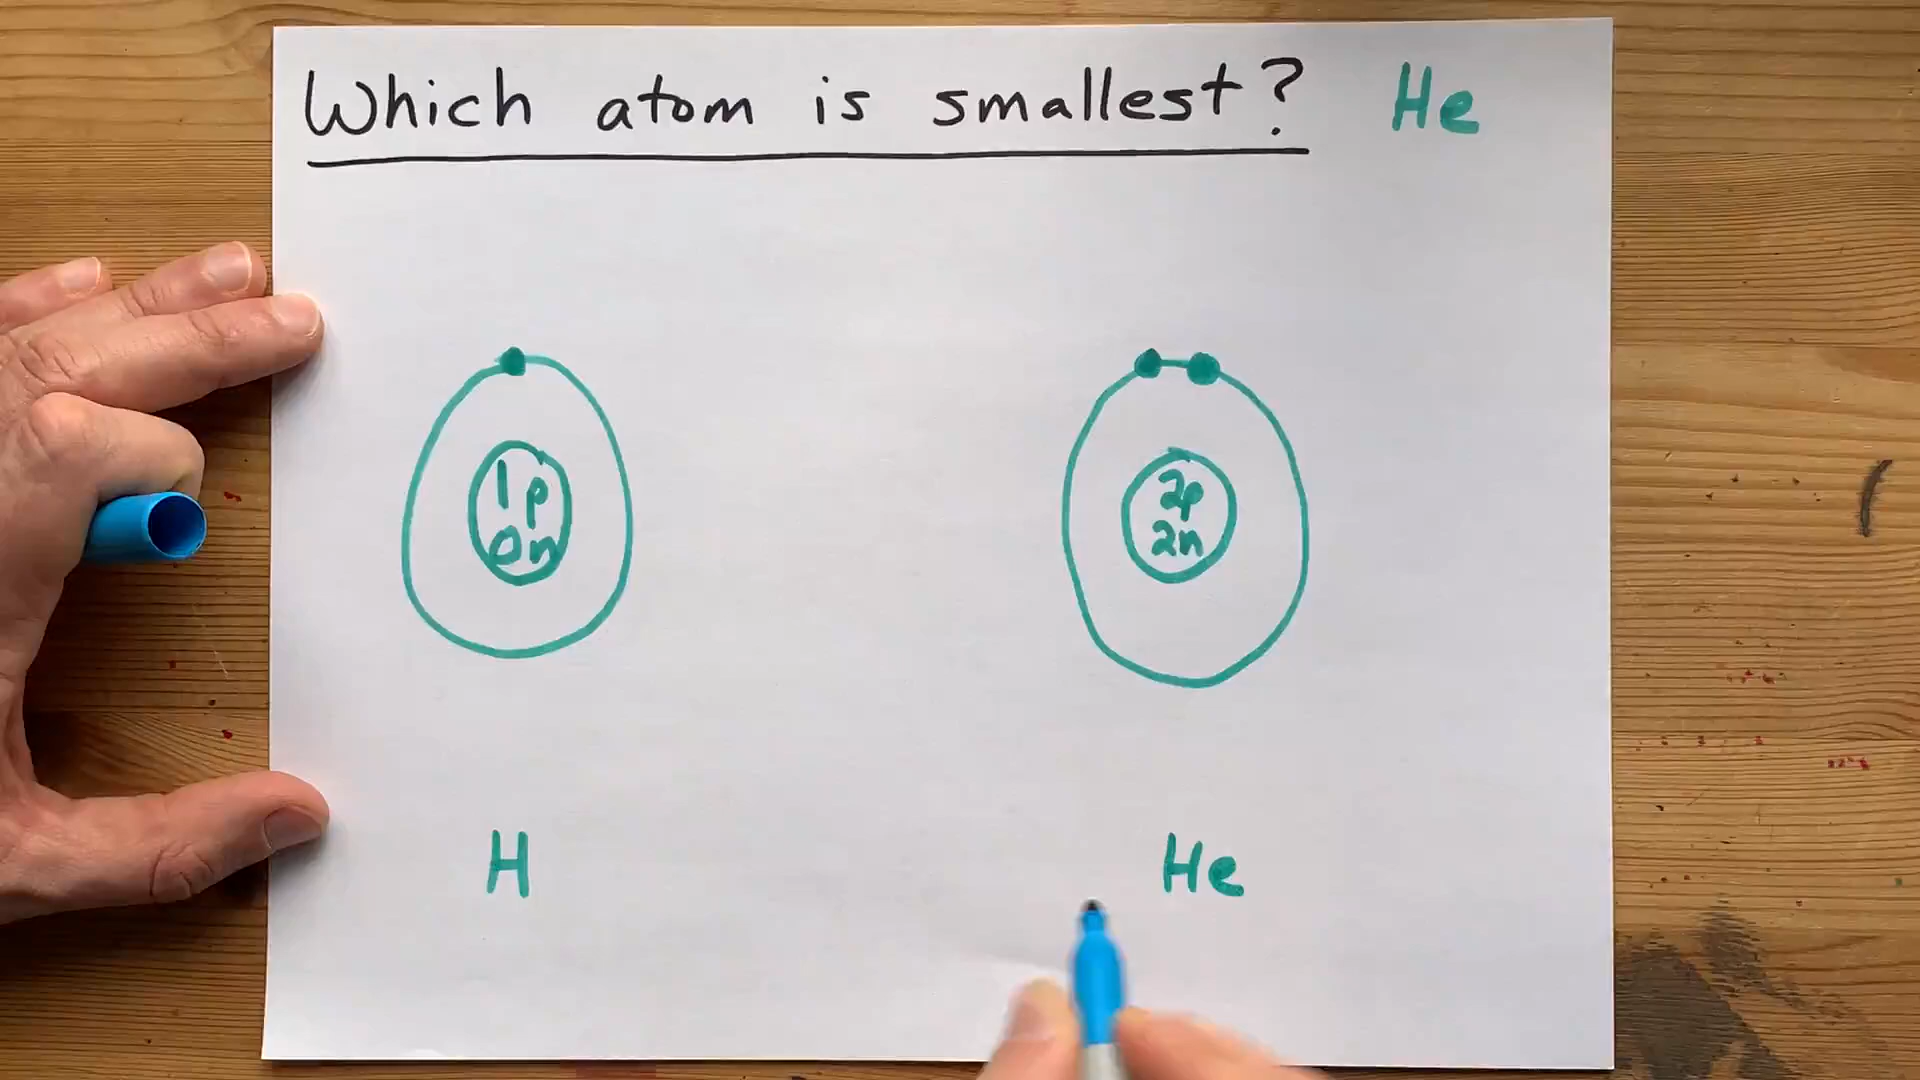 Which atom is smallest? He
1p
0n
2p
2n
H
He